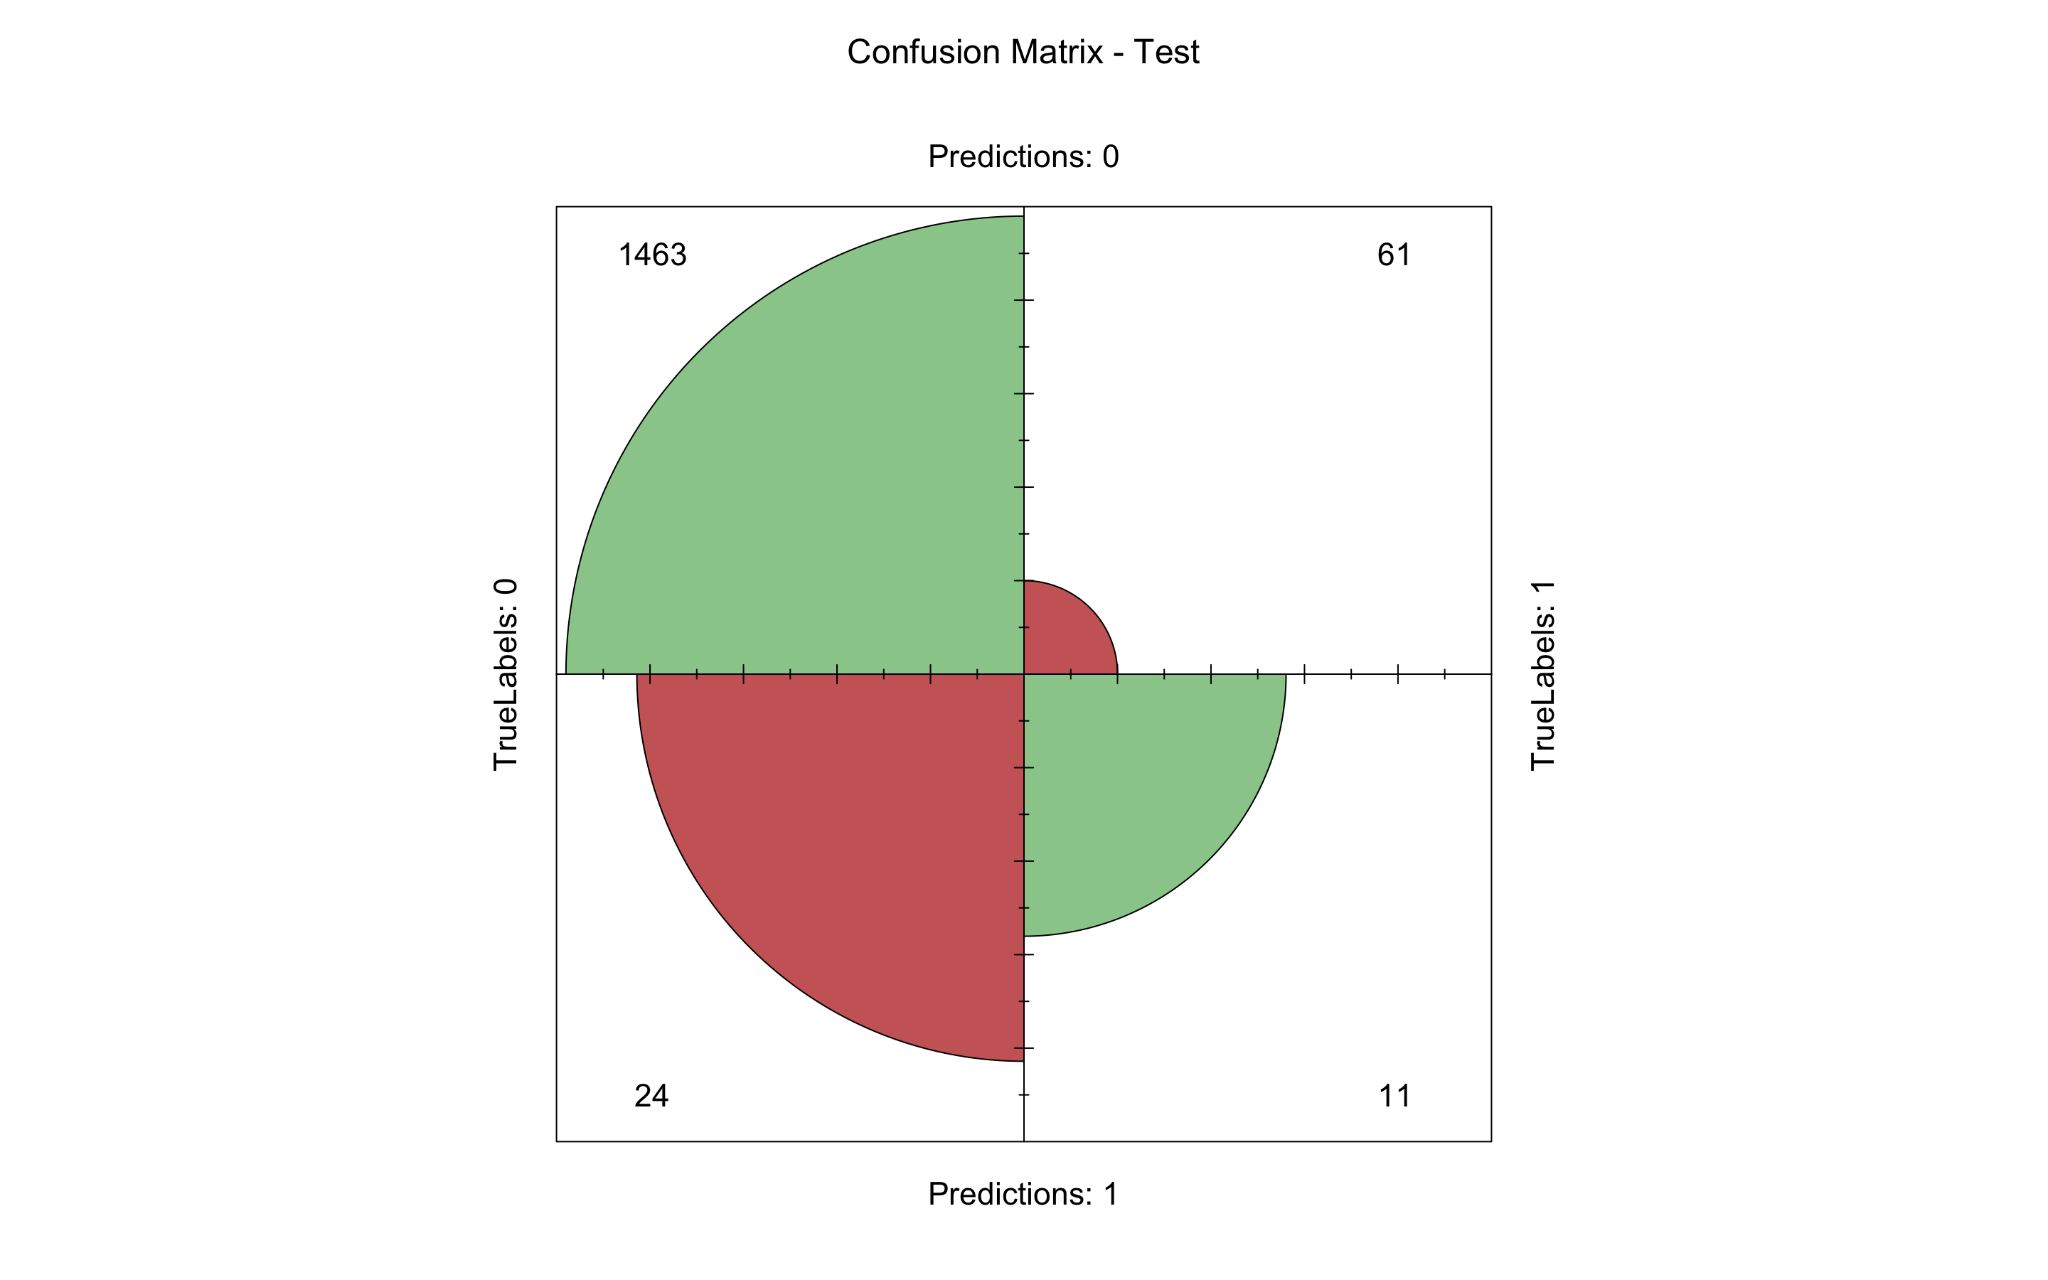 Confusion Matrix - Test
Predictions: 0
1463
61
TrueLabels: 0
TrueLabels: 1
24
11
Predictions: 1